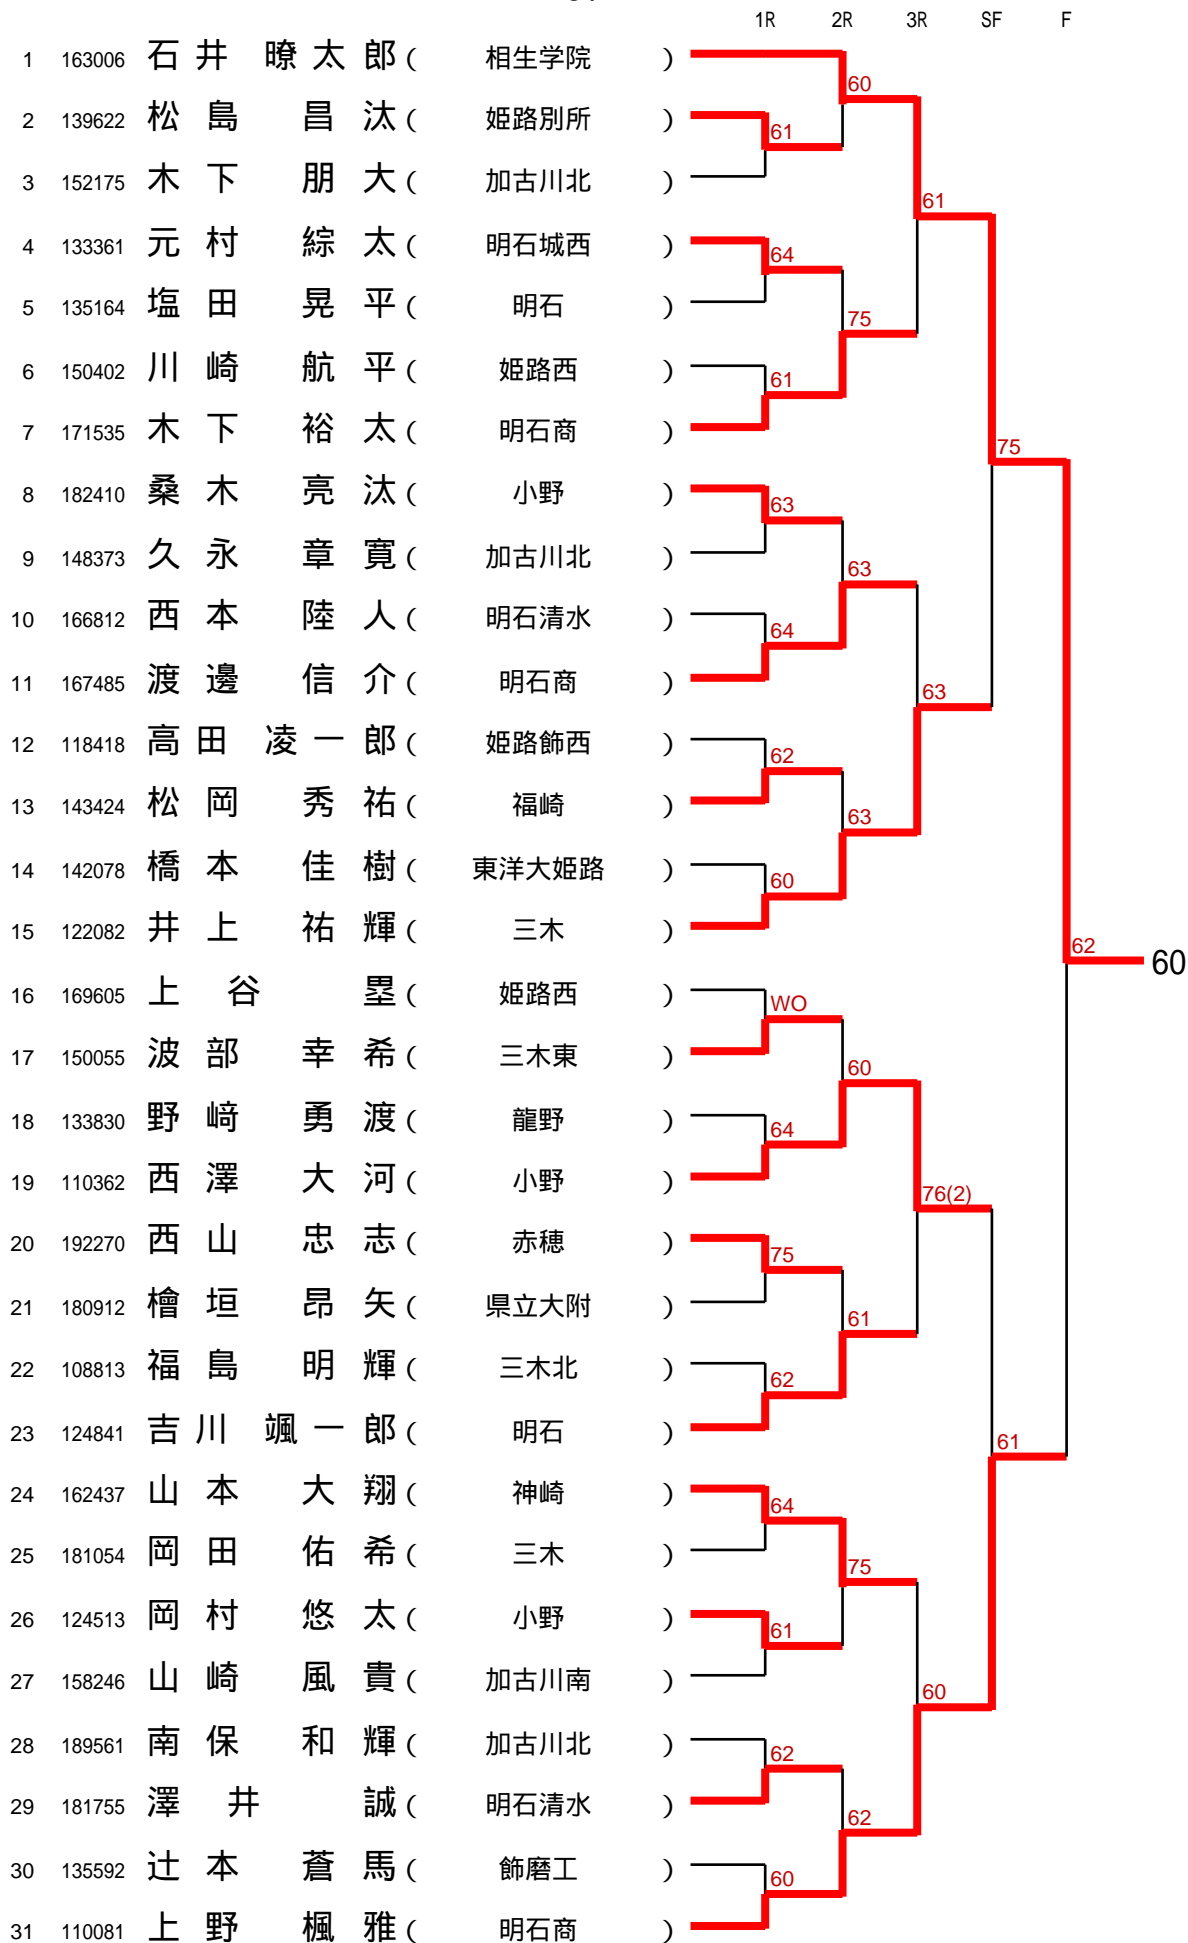 1R 2R 3R SF F
1 163006 石井 暸太郎 ( 相生学院 )
60
2 139622 松島 昌汰 ( 姫路別所 )
61
3 152175 木下 朋大 ( 加古川北 )
61
4 133361 元村 綜太 ( 明石城西 )
64
5 135164 塩田 晃平 ( 明石 )
75
6 150402 川崎 航平 ( 姫路西 )
61
7 171535 木下 裕太 ( 明石商 )
75
8 182410 桑木 亮汰 ( 小野 )
63
9 148373 久永 章寛 ( 加古川北 )
63
10 166812 西本 陸人 ( 明石清水 )
64
11 167485 渡邊 信介 ( 明石商 )
63
12 118418 高田 凌一郎 ( 姫路飾西 )
62
13 143424 松岡 秀祐 ( 福崎 )
63
14 142078 橋本 佳樹 ( 東洋大姫路 )
60
15 122082 井上 祐輝 ( 三木 )
62
60
16 169605 上谷 塁 ( 姫路西 )
WO
17 150055 波部 幸希 ( 三木東 )
60
18 133830 野﨑 勇渡 ( 龍野 )
64
19 110362 西澤 大河 ( 小野 )
76(2)
20 192270 西山 忠志 ( 赤穂 )
75
21 180912 檜垣 昂矢 ( 県立大附 )
61
22 108813 福島 明輝 ( 三木北 )
62
23 124841 吉川 颯一郎 ( 明石 )
61
24 162437 山本 大翔 ( 神崎 )
64
25 181054 岡田 佑希 ( 三木 )
75
26 124513 岡村 悠太 ( 小野 )
61
27 158246 山崎 風貴 ( 加古川南 )
60
28 189561 南保 和輝 ( 加古川北 )
62
29 181755 澤井 誠 ( 明石清水 )
62
30 135592 辻本 蒼馬 ( 飾磨工 )
60
31 110081 上野 楓雅 ( 明石商 )